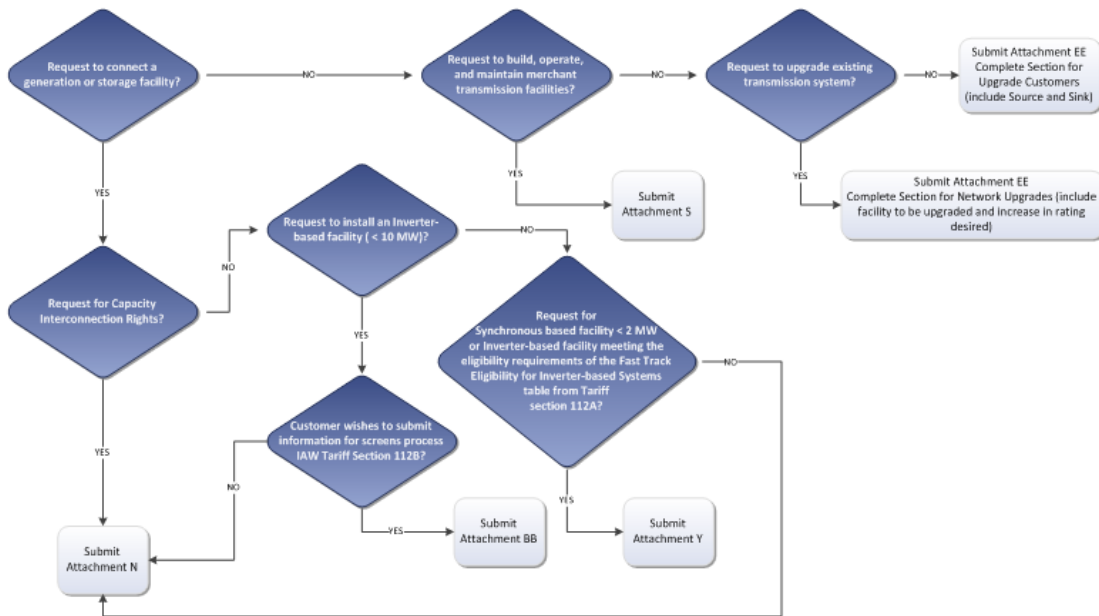 Request to connect a
generation or storage facility?
NO
Request to build, operate,
and maintain merchant
transmission facilities?
NO
Request to upgrade existing
transmission system?
NO
Submit Attachment EE
Complete Section for
Upgrade Customers
(include Source and Sink)
YES
YES
YES
Submit
Attachment S
Submit Attachment EE
Complete Section for Network Upgrades (include
facility to be upgraded and increase in rating
desired)
Request for Capacity
Interconnection Rights?
NO
Request to install an Inverter-
based facility ( < 10 MW)?
NO
Request for
Synchronous based facility < 2 MW
or Inverter-based facility meeting the
eligibility requirements of the Fast Track
Eligibility for Inverter-based Systems
table from Tariff
section 112A?
NO
YES
YES
Customer wishes to submit
information for screens process
IAW Tariff Section 112B?
NO
YES
Submit
Attachment BB
YES
Submit
Attachment Y
Submit
Attachment N